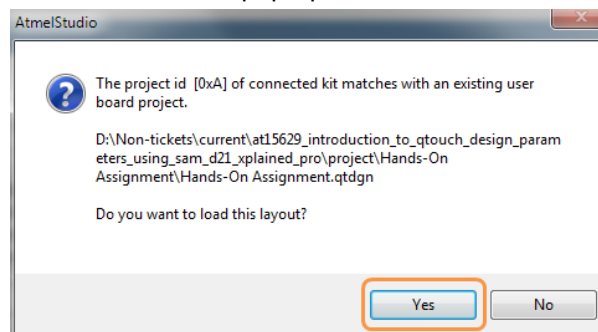 AtmelStudio
The project id [0xA] of connected kit matches with an existing user
board project.
D:\Non-tickets\current\at15629_introduction_to_qtouch_design_param
eters_using_sam_d21_xplained_pro\project\Hands-On
Assignment\Hands-On Assignment.qtdgn
Do you want to load this layout?
Yes No